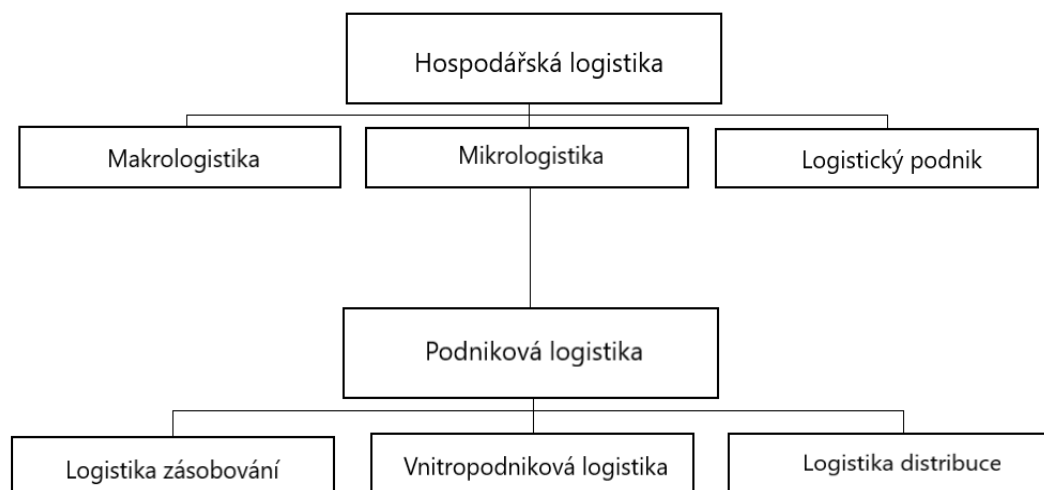 Hospodářská logistika
Makrologistika
Mikrologistika
Logistický podnik
Podniková logistika
Logistika zásobování
Vnitropodniková logistika
Logistika distribuce